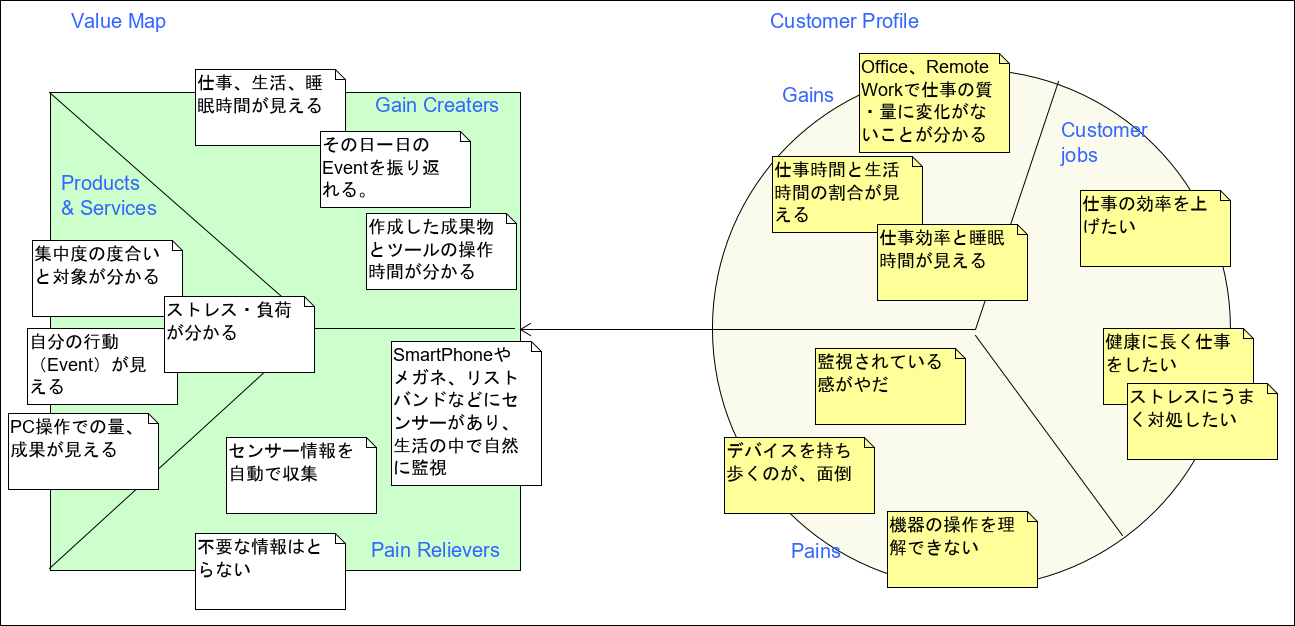 Value Map
Customer Profile
仕事、生活、睡
眠時間が見える
Gain Creaters
その日一日の
Eventを振り返
れる。
Products
& Services
作成した成果物
とツールの操作
時間が分かる
集中度の度合い
と対象が分かる
ストレス・負荷
が分かる
自分の行動
（Event）が見
える
PC操作での量、
成果が見える
SmartPhoneや
メガネ、リスト
バンドなどにセ
ンサーがあり、
生活の中で自然
に監視
センサー情報を
自動で収集
不要な情報はと
らない
Pain Relievers
Gains
Office、Remote
Workで仕事の質
・量に変化がな
いことが分かる
仕事時間と生活
時間の割合が見
える
仕事効率と睡眠
時間が見える
Customer
jobs
仕事の効率を上
げたい
健康に長く仕事
をしたい
ストレスにうま
く対処したい
監視されている
感がやだ
デバイスを持ち
歩くのが、面倒
機器の操作を理
解できない
Pains